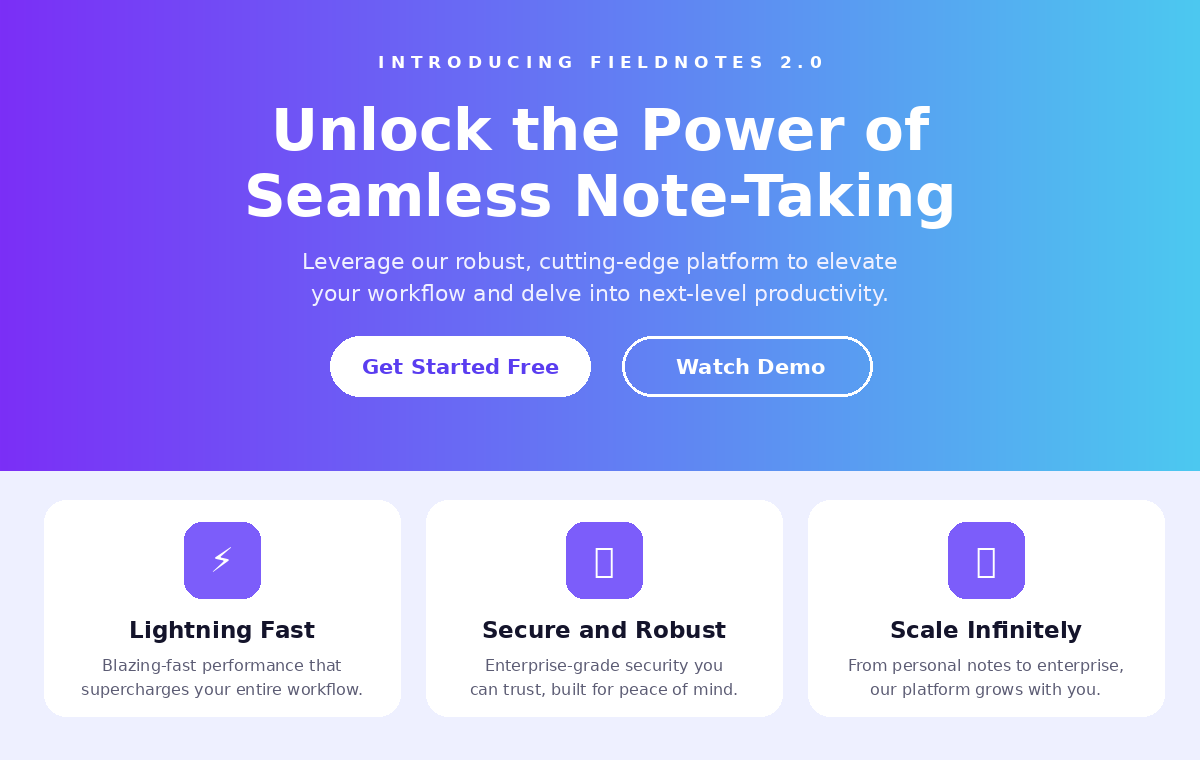 INTRODUCING FIELDNOTES 2.0
Unlock the Power of
Seamless Note-Taking
Leverage our robust, cutting-edge platform to elevate
your workflow and delve into next-level productivity.
Get Started Free
Watch Demo
Lightning Fast
Blazing-fast performance that
supercharges your entire workflow.
Secure and Robust
Enterprise-grade security you
can trust, built for peace of mind.
Scale Infinitely
From personal notes to enterprise,
our platform grows with you.